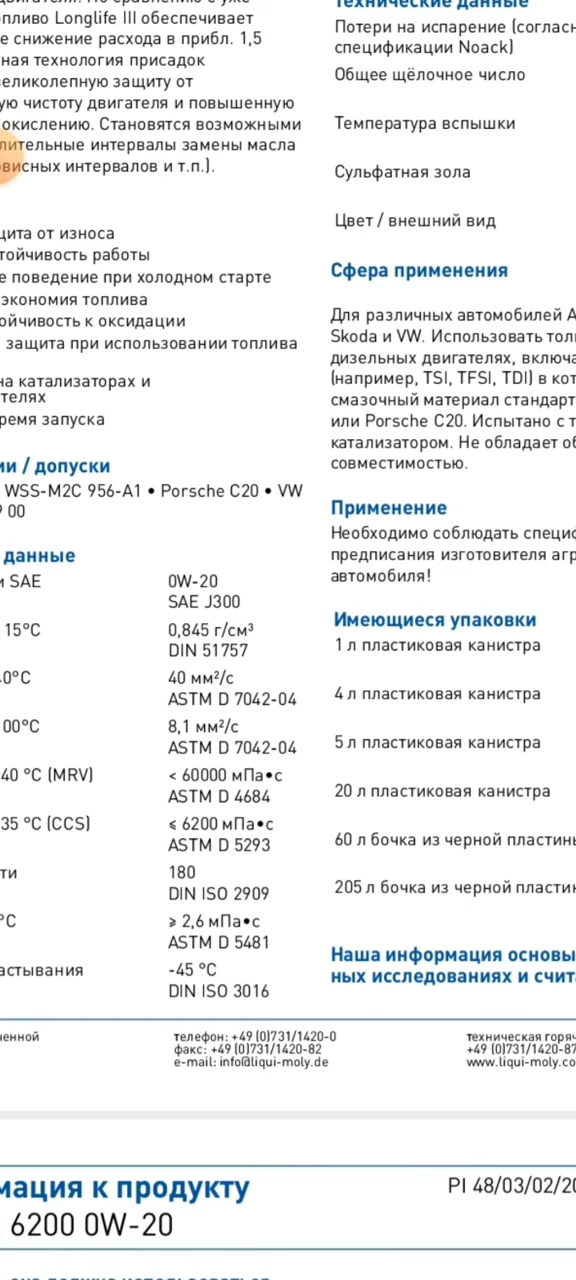 опливо Longlife III обеспечивает
е снижение расхода в прибл. 1,5
ная технология присадок
великолепную защиту от
ую чистоту двигателя и повышенную
окислению. Становятся возможными
лительные интервалы замены масла
висных интервалов и т.п.).
цита от износа
тойчивость работы
е поведение при холодном старте
экономия топлива
ойчивость к оксидации
защита при использовании топлива
на катализаторах и
телях
ремя запуска
ии / допуски
WSS-M2C 956-A1 • Porsche C20 • VW
9 00
данные
и SAE 0W-20
SAE J300
15°C 0,845 г/см³
DIN 51757
40°C 40 мм²/с
ASTM D 7042-04
00°C 8,1 мм²/с
ASTM D 7042-04
40 °C (MRV) < 60000 мПа•с
ASTM D 4684
35 °C (CCS) ≤ 6200 мПа•с
ASTM D 5293
ти 180
DIN ISO 2909
°C ≥ 2,6 мПа•с
ASTM D 5481
астывания -45 °C
DIN ISO 3016
Технические данные
Потери на испарение (согласн
спецификации Noack)
Общее щёлочное число
Температура вспышки
Сульфатная зола
Цвет / внешний вид
Сфера применения
Для различных автомобилей А
Skoda и VW. Использовать толь
дизельных двигателях, включа
(например, TSI, TFSI, TDI) в кот
смазочный материал стандарт
или Porsche C20. Испытано с т
катализатором. Не обладает об
совместимостью.
Применение
Необходимо соблюдать специф
предписания изготовителя агр
автомобиля!
Имеющиеся упаковки
1 л пластиковая канистра
4 л пластиковая канистра
5 л пластиковая канистра
20 л пластиковая канистра
60 л бочка из черной пластины
205 л бочка из черной пластин
Наша информация основы
ных исследованиях и счита
ченной
телефон: +49 (0)731/1420-0
факс: +49 (0)731/1420-82
e-mail: info@liqui-moly.de
техническая горяч
+49 (0)731/1420-87
www.liqui-moly.co
мация к продукту
PI 48/03/02/20
: 6200 0W-20